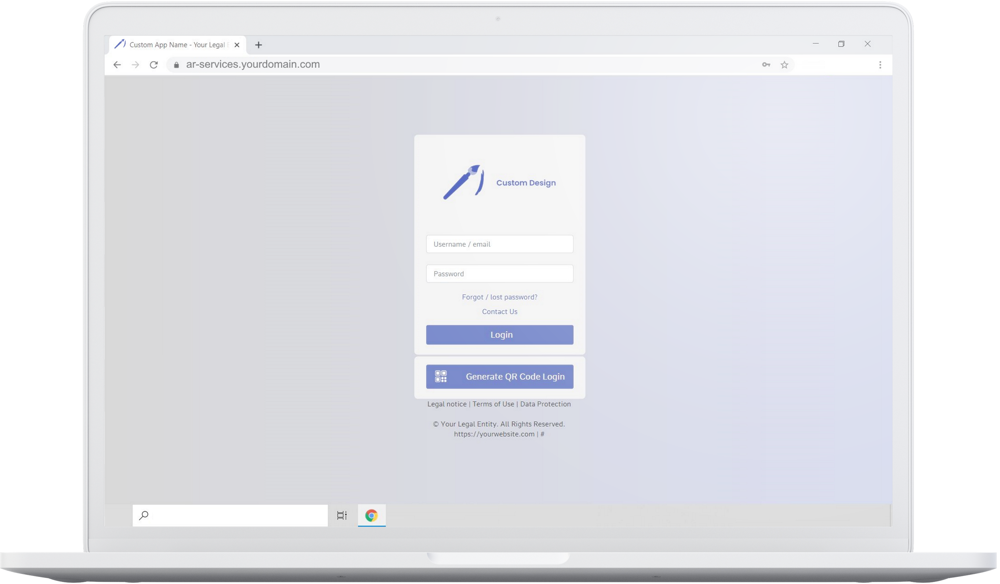 Custom App Name - Your Legal E
ar-services.yourdomain.com
Custom Design
Username / email
Password
Forgot / lost password?
Contact Us
Login
Generate QR Code Login
Legal notice | Terms of Use | Data Protection
© Your Legal Entity. All Rights Reserved.
https://yourwebsite.com | #